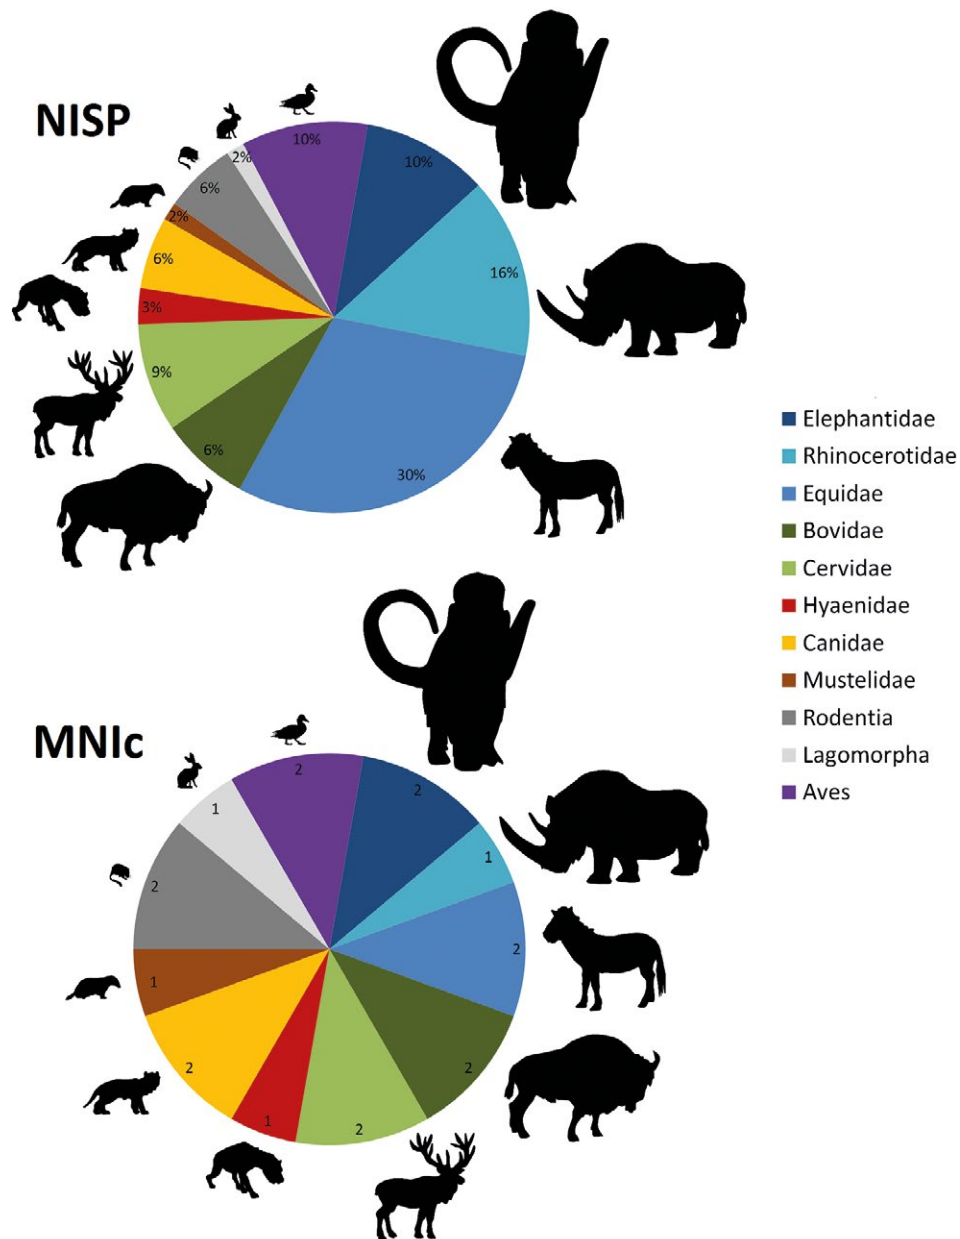 NISP
10%
10%
16%
30%
6%
9%
3%
6%
2%
6%
2%
Elephantidae
Rhinocerotidae
Equidae
Bovidae
Cervidae
Hyaenidae
Canidae
Mustelidae
Rodentia
Lagomorpha
Aves
MNIc
2
2
1
2
2
2
1
2
1
2
1